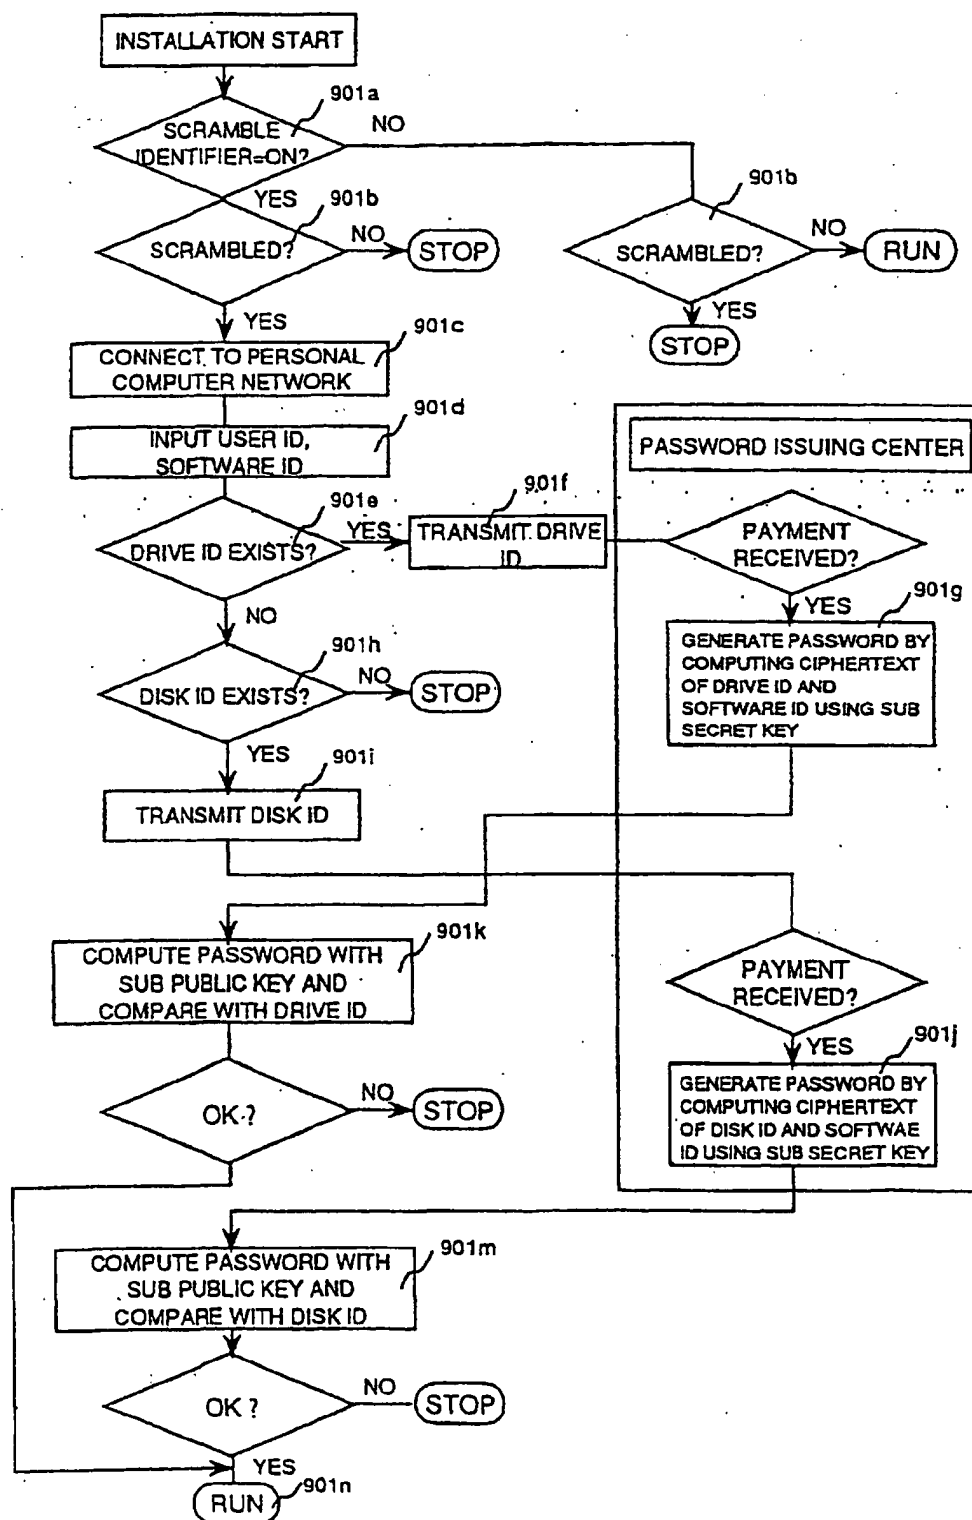 INSTALLATION START
901a
SCRAMBLE
IDENTIFIER=ON?
NO
YES
901b
SCRAMBLED?
NO
STOP
901b
SCRAMBLED?
NO
RUN
YES
STOP
YES
901c
CONNECT TO PERSONAL
COMPUTER NETWORK
901d
INPUT USER ID,
SOFTWARE ID
PASSWORD ISSUING CENTER
901e
DRIVE ID EXISTS?
YES
901f
TRANSMIT DRIVE
ID
PAYMENT
RECEIVED?
YES
901g
GENERATE PASSWORD BY
COMPUTING CIPHERTEXT
OF DRIVE ID AND
SOFTWARE ID USING SUB
SECRET KEY
NO
901h
DISK ID EXISTS?
NO
STOP
YES
901i
TRANSMIT DISK ID
901k
COMPUTE PASSWORD WITH
SUB PUBLIC KEY AND
COMPARE WITH DRIVE ID
PAYMENT
RECEIVED?
YES
901j
GENERATE PASSWORD BY
COMPUTING CIPHERTEXT
OF DISK ID AND SOFTWAE
ID USING SUB SECRET KEY
OK ?
NO
STOP
901m
COMPUTE PASSWORD WITH
SUB PUBLIC KEY AND
COMPARE WITH DISK ID
OK ?
NO
STOP
YES
RUN
901n